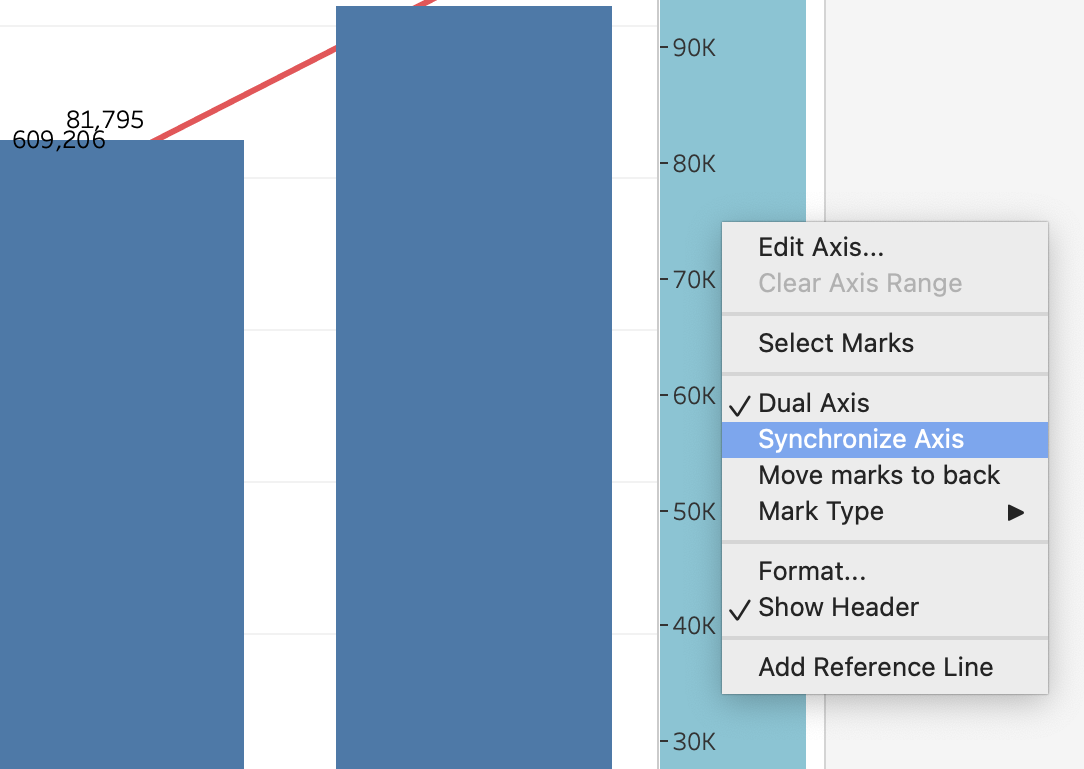 81,795
609,206
90K
80K
70K
60K
50K
40K
30K
Edit Axis...
Clear Axis Range
Select Marks
Dual Axis
Synchronize Axis
Move marks to back
Mark Type
Format...
Show Header
Add Reference Line